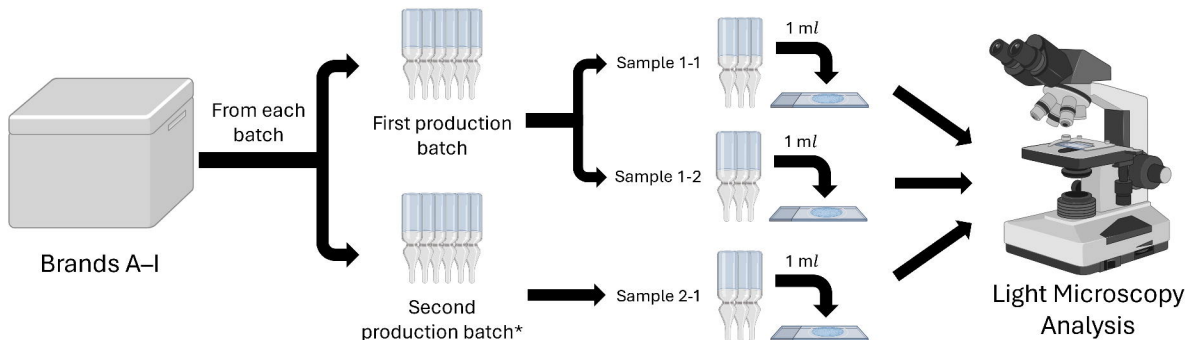 Brands A–I
From each
batch
First production
batch
Second
production batch*
Sample 1-1
1 ml
Sample 1-2
1 ml
Sample 2-1
1 ml
Light Microscopy
Analysis